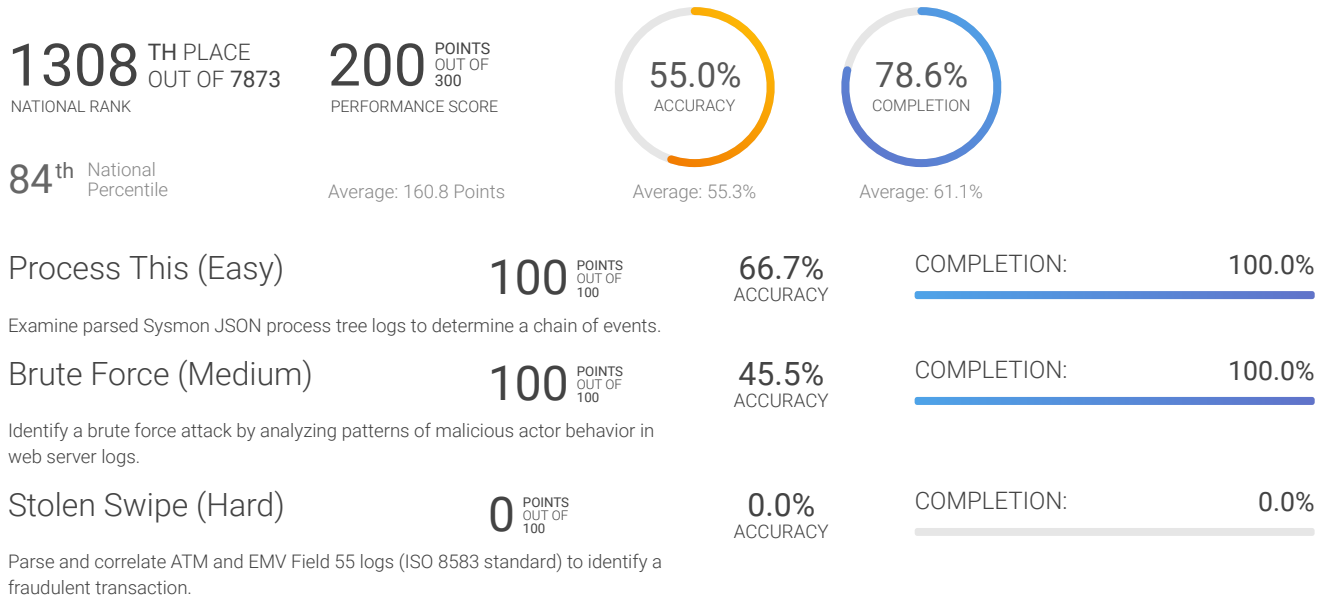 1308 TH PLACE
OUT OF 7873
NATIONAL RANK
200 POINTS
OUT OF
300
PERFORMANCE SCORE
55.0%
ACCURACY
78.6%
COMPLETION
84th National
Percentile
Average: 160.8 Points
Average: 55.3%
Average: 61.1%
Process This (Easy)
100 POINTS
OUT OF
100
66.7%
ACCURACY
COMPLETION: 100.0%
Examine parsed Sysmon JSON process tree logs to determine a chain of events.
Brute Force (Medium)
100 POINTS
OUT OF
100
45.5%
ACCURACY
COMPLETION: 100.0%
Identify a brute force attack by analyzing patterns of malicious actor behavior in
web server logs.
Stolen Swipe (Hard)
0 POINTS
OUT OF
100
0.0%
ACCURACY
COMPLETION: 0.0%
Parse and correlate ATM and EMV Field 55 logs (ISO 8583 standard) to identify a
fraudulent transaction.